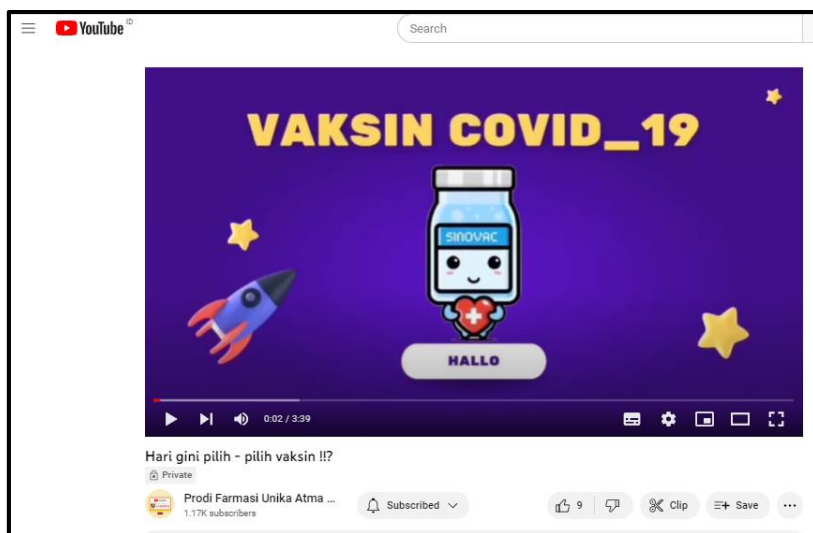 YouTube ID
Search
VAKSIN COVID_19
SINOVAC
HALLO
0:02 / 3:39
Hari gini pilih - pilih vaksin !!?
Private
Prodi Farmasi Unika Atma ...
1.17K subscribers
Subscribed
9
Clip
Save